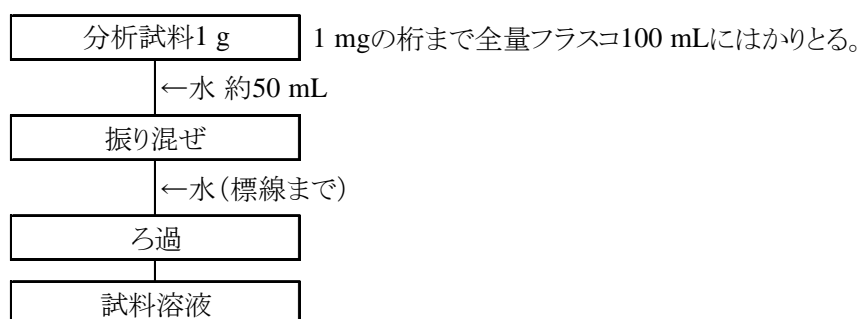 分析試料1 g
1 mgの桁まで全量フラスコ100 mLにはかりとる。
←水 約50 mL
振り混ぜ
←水（標線まで）
ろ過
試料溶液